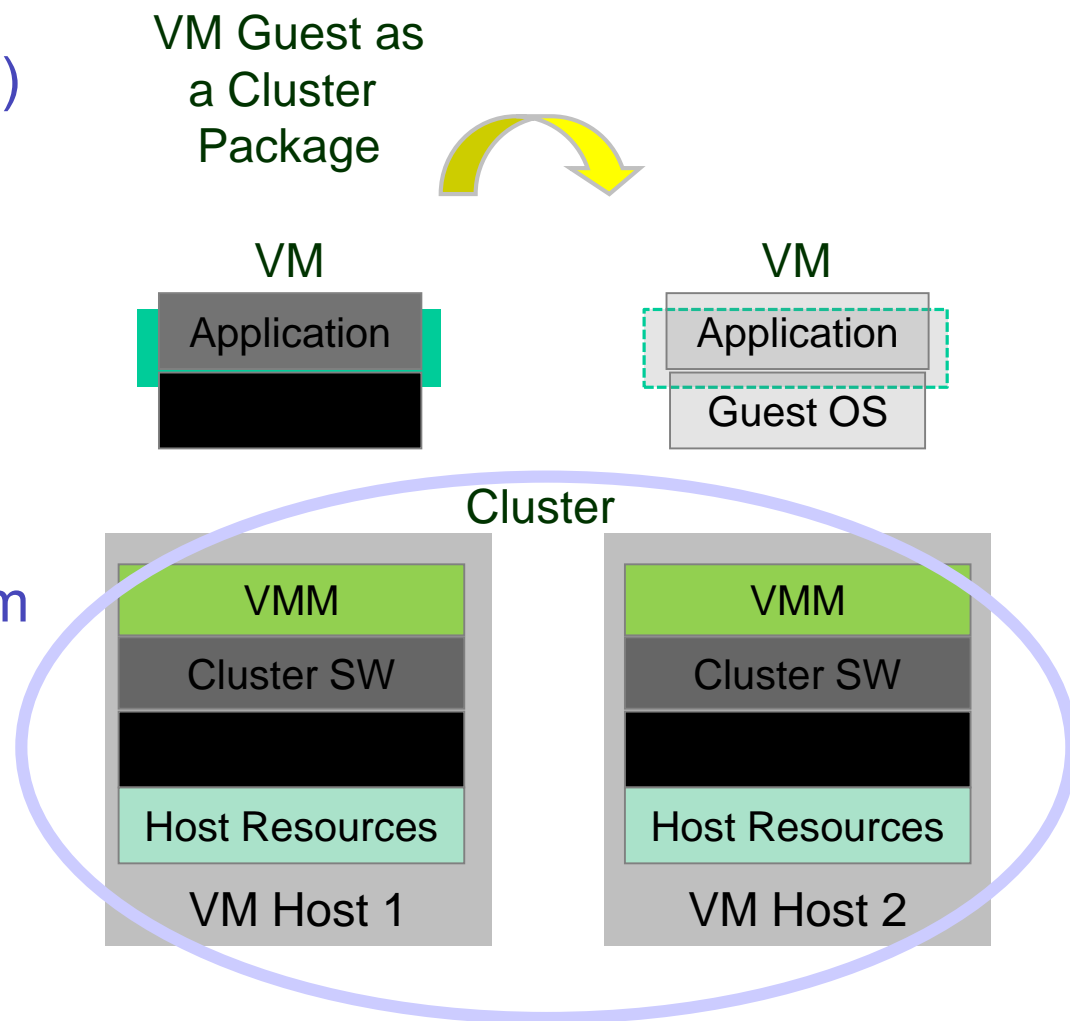 VM Guest as
a Cluster
Package
)
VM
VM
Application
Application
Guest OS
Cluster
m
VMM
VMM
Cluster SW
Cluster SW
Host Resources
Host Resources
VM Host 1
VM Host 2